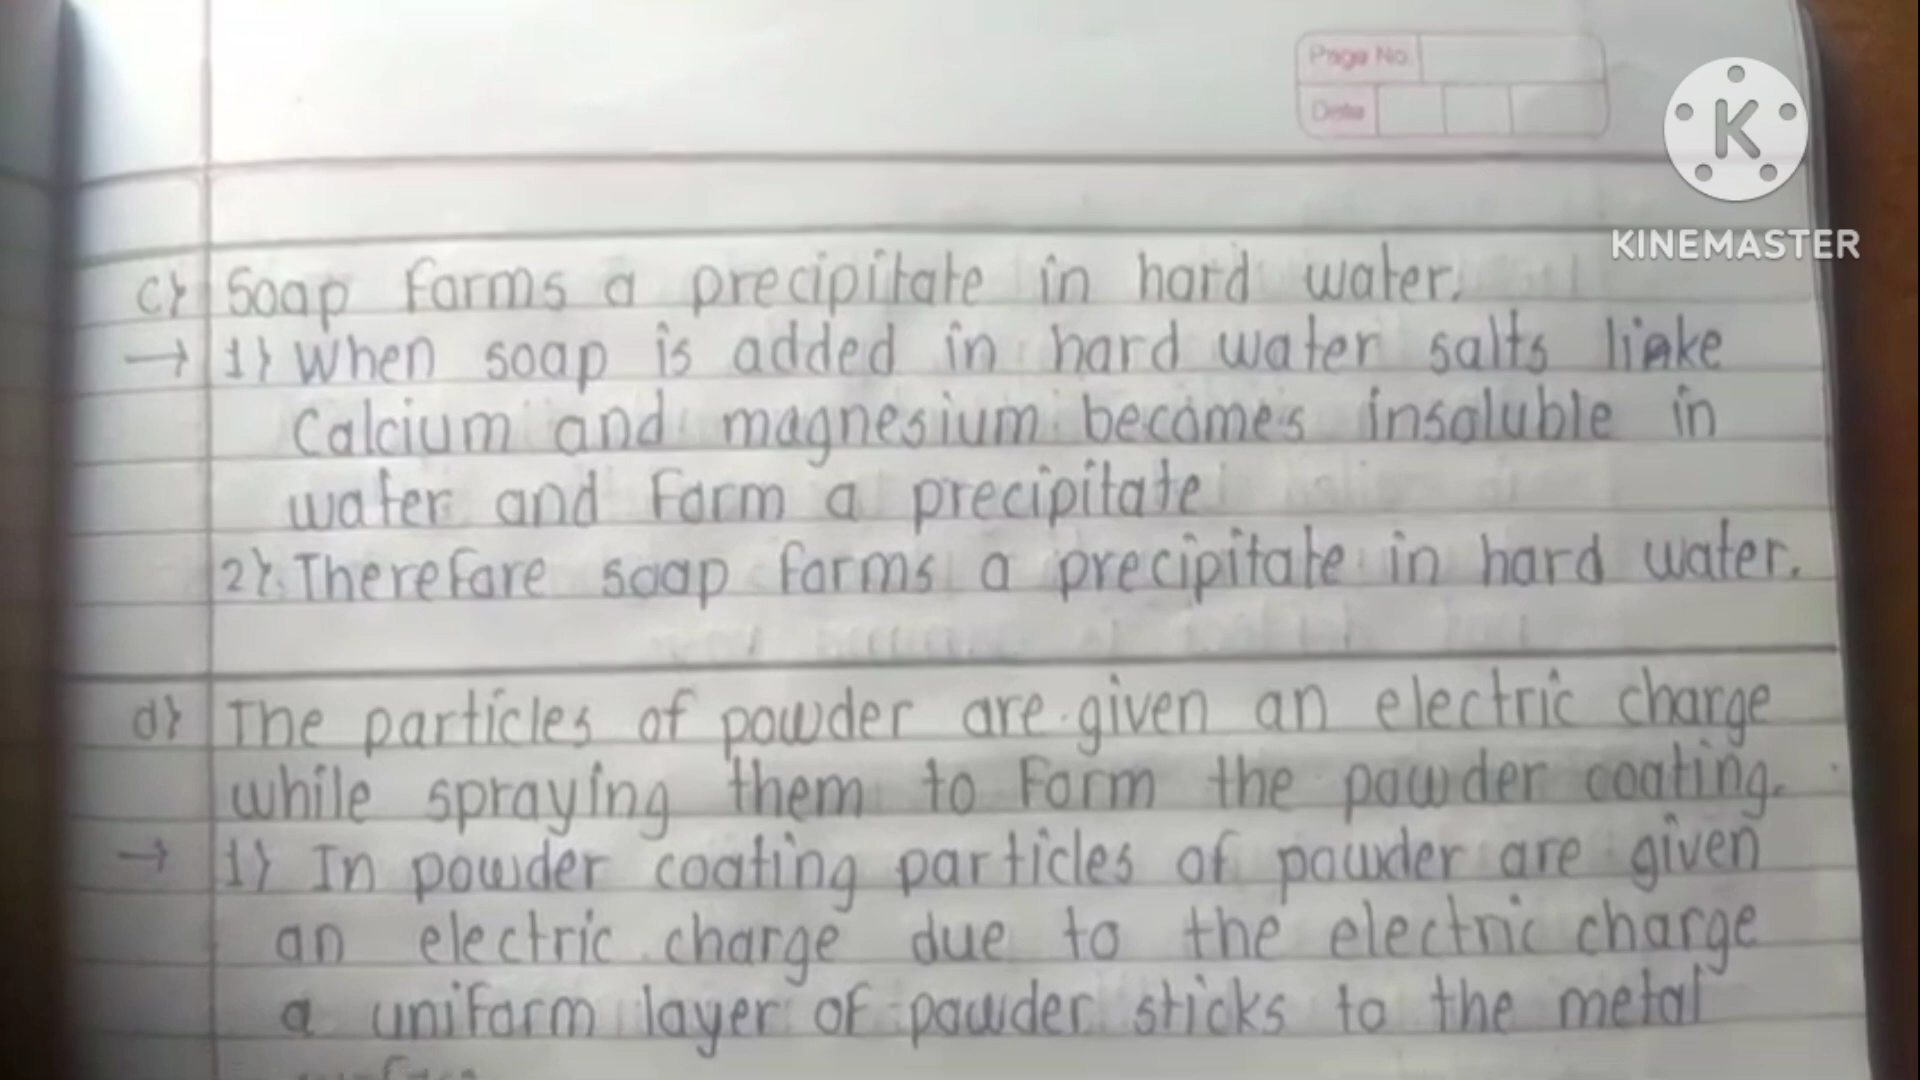 Page No.
Date
K
KINEMASTER
c) Soap forms a precipitate in hard water.
→ 1) When soap is added in hard water salts like
Calcium and magnesium becomes insoluble in
water and form a precipitate
2) Therefore soap forms a precipitate in hard water.
d) The particles of powder are given an electric charge
while spraying them to form the powder coating.
→ 1) In powder coating particles of powder are given
an electric charge due to the electric charge
a uniform layer of powder sticks to the metal